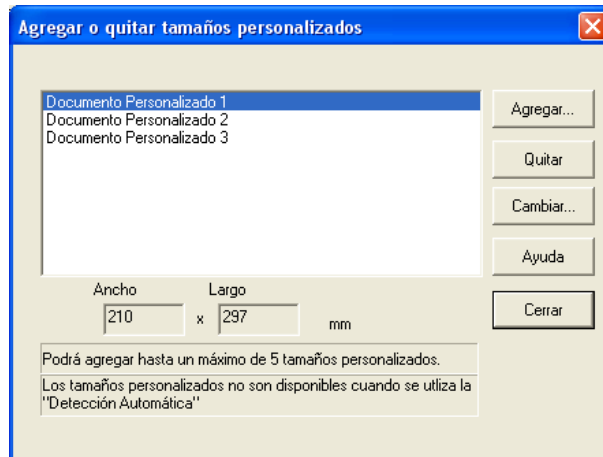 Agregar o quitar tamaños personalizados
Documento Personalizado 1
Documento Personalizado 2
Documento Personalizado 3
Agregar...
Quitar
Cambiar...
Ayuda
Cerrar
Ancho Largo
210 x 297 mm
Podrá agregar hasta un máximo de 5 tamaños personalizados.
Los tamaños personalizados no son disponibles cuando se utliza la
"Detección Automática"